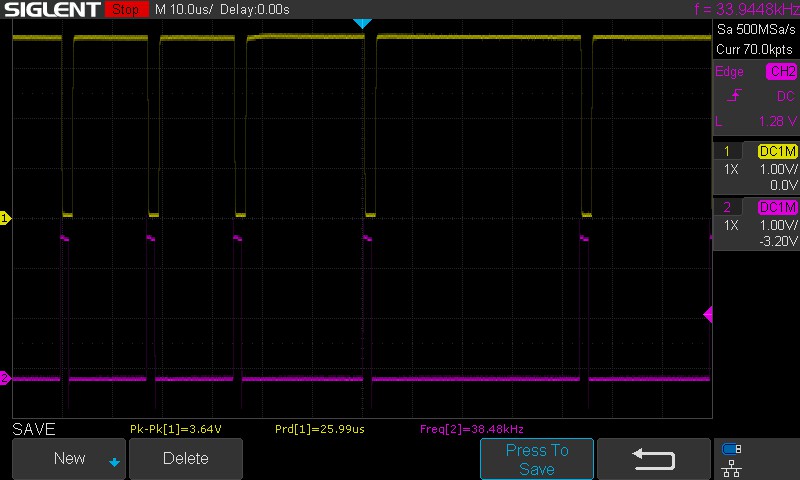 SIGLENT Stop M 10.0us/ Delay:0.00s f = 33.9448kHz
Sa 500MSa/s
Curr 70.0kpts
Edge CH2
DC
L 1.28 V
1 DC1M
1X 1.00V/
0.0V
2 DC1M
1X 1.00V/
-3.20V
1
2
SAVE Pk-Pk[1]=3.64V Prd[1]=25.99us Freq[2]=38.48kHz
New Delete Press To
Save